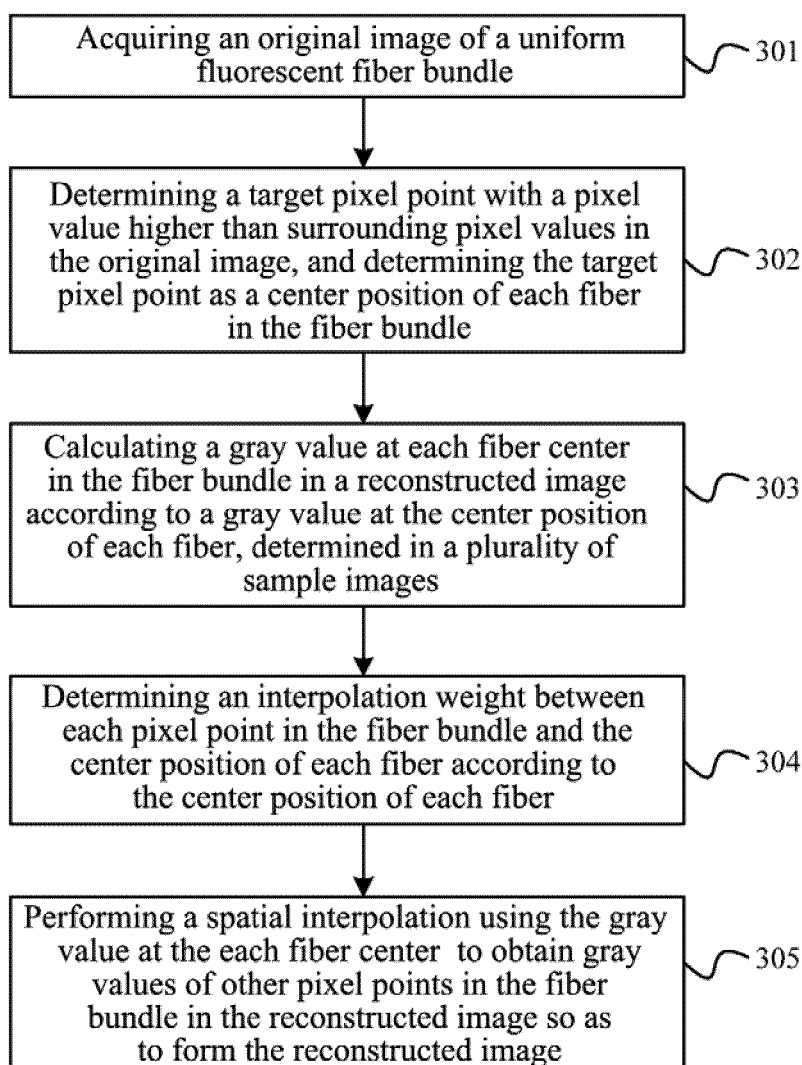 Acquiring an original image of a uniform
fluorescent fiber bundle
301
Determining a target pixel point with a pixel
value higher than surrounding pixel values in
the original image, and determining the target
pixel point as a center position of each fiber
in the fiber bundle
302
Calculating a gray value at each fiber center
in the fiber bundle in a reconstructed image
according to a gray value at the center position
of each fiber, determined in a plurality of
sample images
303
Determining an interpolation weight between
each pixel point in the fiber bundle and the
center position of each fiber according to
the center position of each fiber
304
Performing a spatial interpolation using the gray
value at the each fiber center to obtain gray
values of other pixel points in the fiber
bundle in the reconstructed image so as
to form the reconstructed image
305